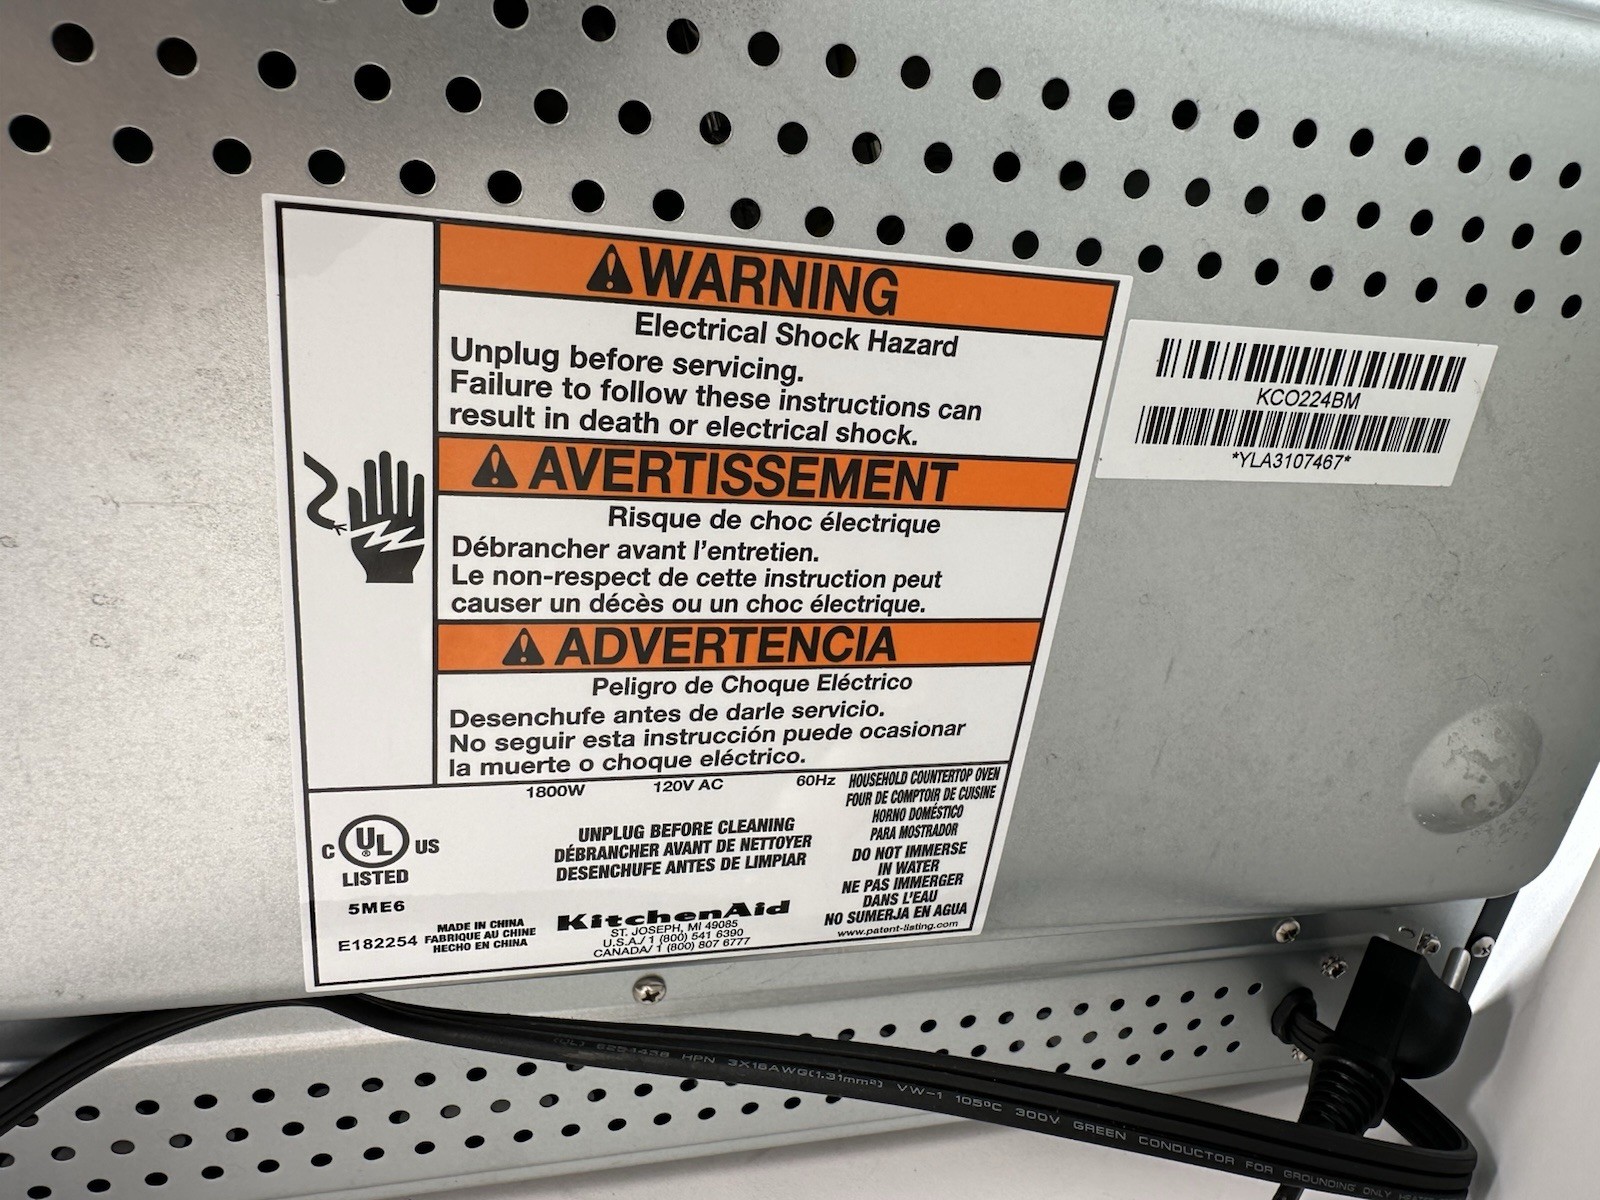 WARNING
Electrical Shock Hazard
Unplug before servicing.
Failure to follow these instructions can
result in death or electrical shock.
AVERTISSEMENT
Risque de choc électrique
Débrancher avant l'entretien.
Le non-respect de cette instruction peut
causer un décès ou un choc électrique.
ADVERTENCIA
Peligro de Choque Eléctrico
Desenchufe antes de darle servicio.
No seguir esta instrucción puede ocasionar
la muerte o choque eléctrico.
1800W 120V AC 60Hz
C UL ® US
LISTED
5ME6
E182254
MADE IN CHINA
FABRIQUE AU CHINE
HECHO EN CHINA
UNPLUG BEFORE CLEANING
DÉBRANCHER AVANT DE NETTOYER
DESENCHUFE ANTES DE LIMPIAR
KitchenAid
ST. JOSEPH, MI 49085
U.S.A./ 1 (800) 541 6390
CANADA/ 1 (800) 807 6777
HOUSEHOLD COUNTERTOP OVEN
FOUR DE COMPTOIR DE CUISINE
HORNO DOMÉSTICO
PARA MOSTRADOR
DO NOT IMMERSE
IN WATER
NE PAS IMMERGER
DANS L'EAU
NO SUMERJA EN AGUA
www.patent-listing.com
KCO224BM
*YLA3107467*
HPN 3X16AWG(1.31mm²) VW-1 105ºC 300V GREEN CONDUCTOR FOR GROUNDING ONLY